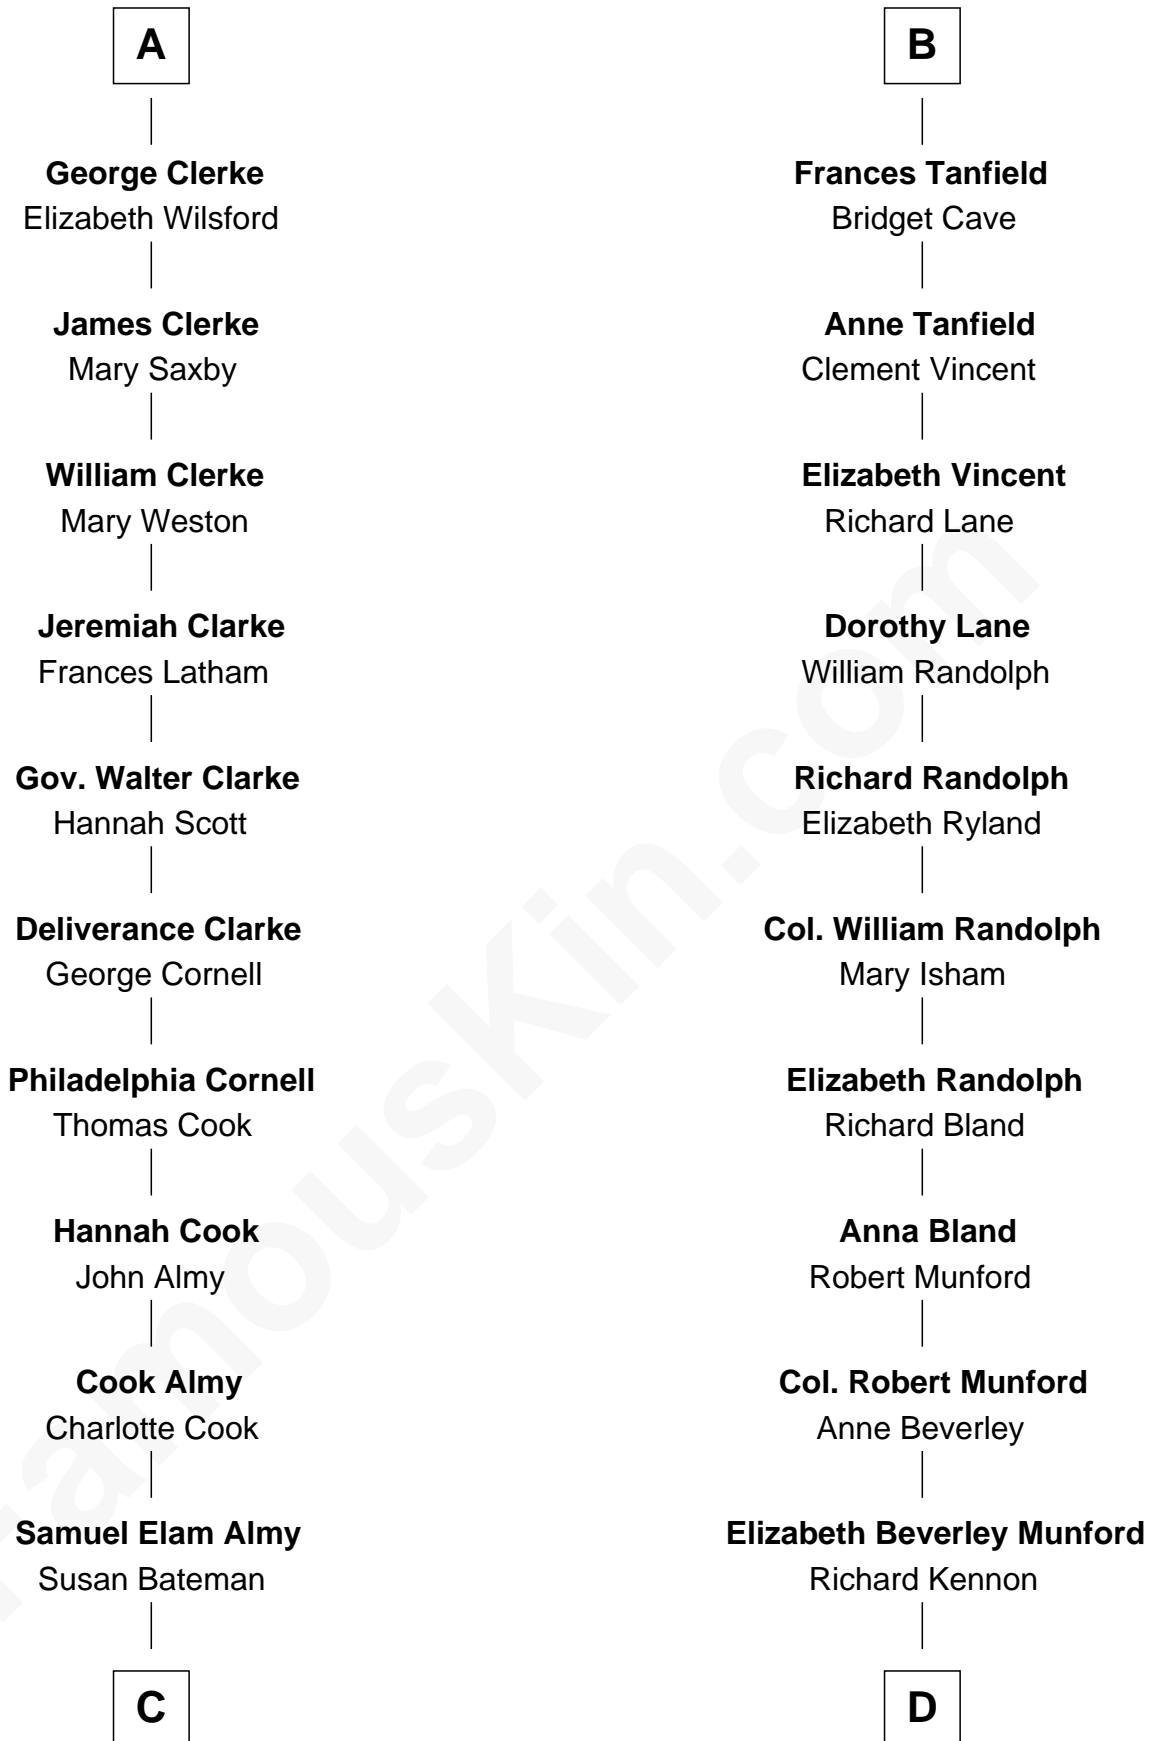 A
George Clerke
Elizabeth Wilsford
James Clerke
Mary Saxby
William Clerke
Mary Weston
Jeremiah Clarke
Frances Latham
Gov. Walter Clarke
Hannah Scott
Deliverance Clarke
George Cornell
Philadelphia Cornell
Thomas Cook
Hannah Cook
John Almy
Cook Almy
Charlotte Cook
Samuel Elam Almy
Susan Bateman
C
B
Frances Tanfield
Bridget Cave
Anne Tanfield
Clement Vincent
Elizabeth Vincent
Richard Lane
Dorothy Lane
William Randolph
Richard Randolph
Elizabeth Ryland
Col. William Randolph
Mary Isham
Elizabeth Randolph
Richard Bland
Anna Bland
Robert Munford
Col. Robert Munford
Anne Beverley
Elizabeth Beverley Munford
Richard Kennon
D
FamousKin.com